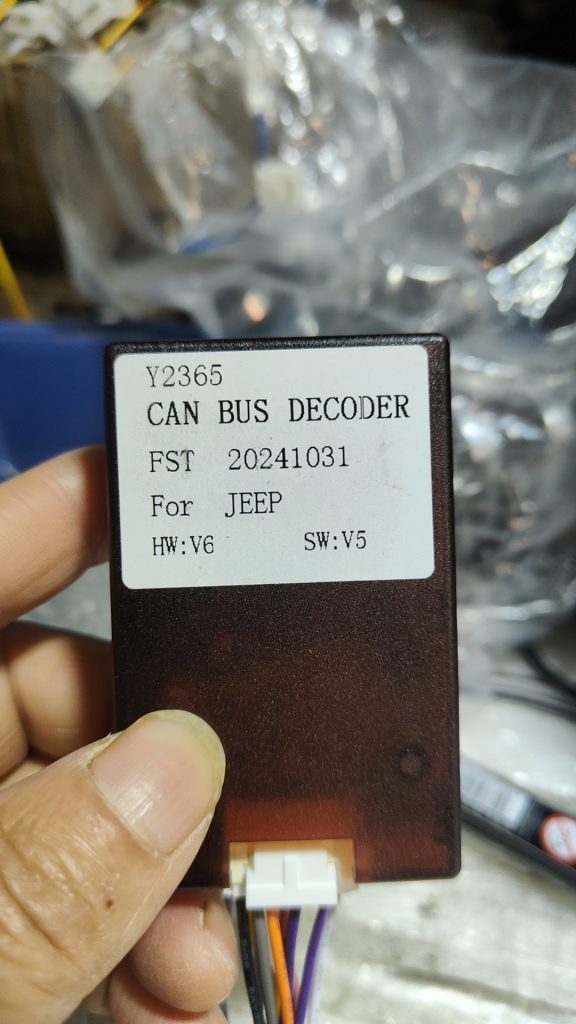 Y2365
CAN BUS DECODER
FST 20241031
For JEEP
HW:V6 SW:V5